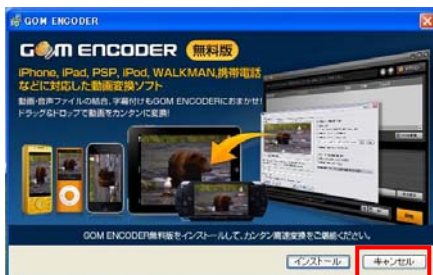 GOM ENCODER
GOM ENCODER 無料版
iPhone, iPad, PSP, iPod, WALKMAN,携帯電話
などに対応した動画変換ソフト
動画・音声ファイルの結合、字幕付けもGOM ENCODERにおまかせ!
ドラッグ&ドロップで動画をカンタンに変換!
GOM ENCODER無料版をインストールして、カンタン高速変換をご堪能ください。
インストール
キャンセル